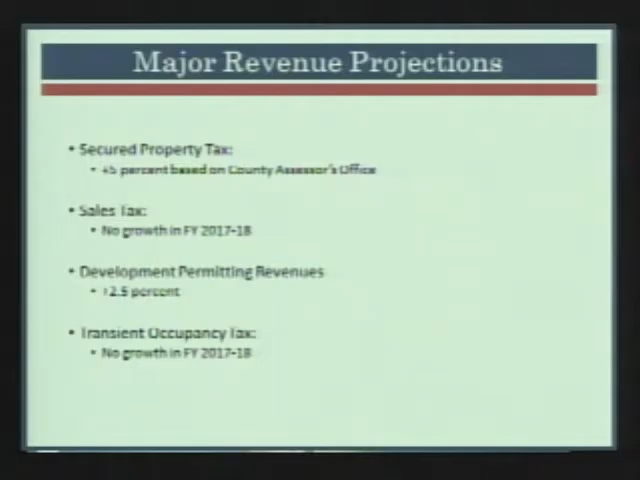 Major Revenue Projections
• Secured Property Tax:
• +5 percent based on County Assessor's Office
• Sales Tax:
• No growth in FY 2017-18
• Development Permitting Revenues
• +2.5 percent
• Transient Occupancy Tax:
• No growth in FY 2017-18